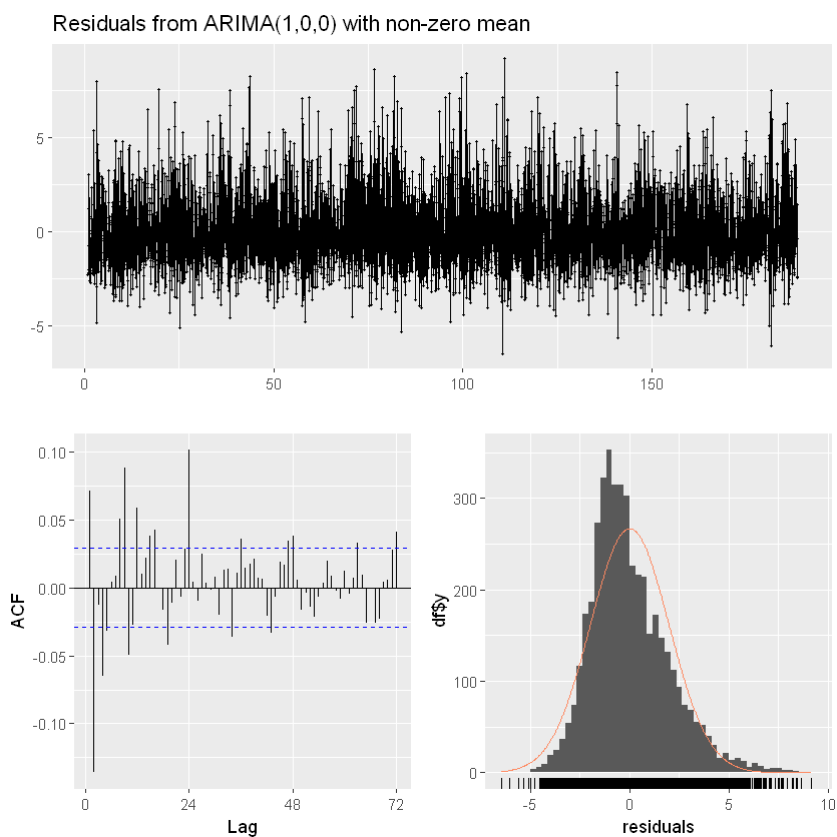 Residuals from ARIMA(1,0,0) with non-zero mean
5
0
-5
0 50 100 150
0.10
0.05
0.00
-0.05
-0.10
ACF
0 24 48 72
Lag
300
200
100
0
df$y
-5 0 5 10
residuals